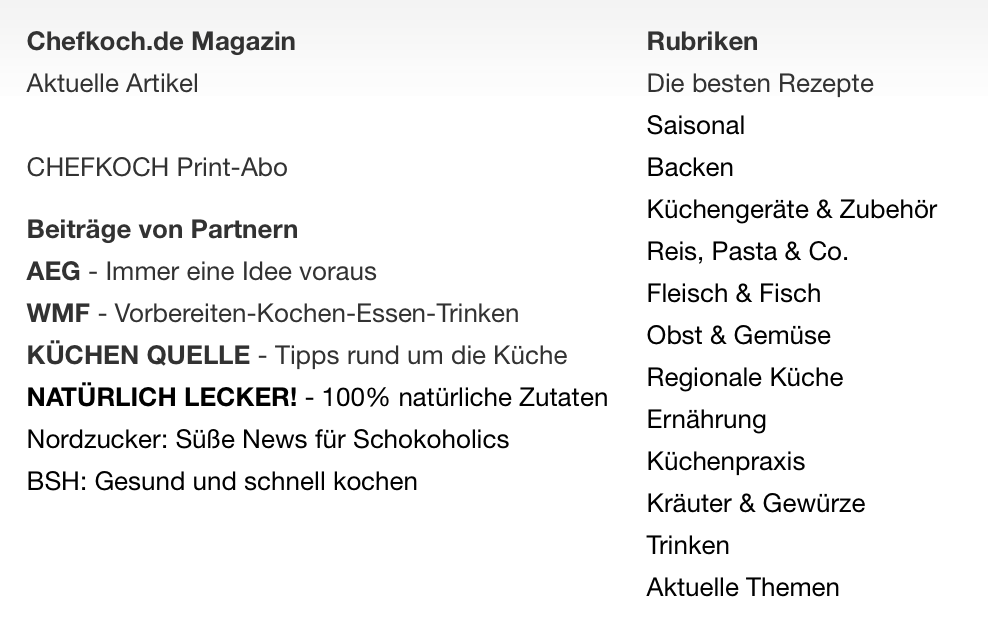 Chefkoch.de Magazin
Aktuelle Artikel
CHEFKOCH Print-Abo
Beiträge von Partnern
AEG - Immer eine Idee voraus
WMF - Vorbereiten-Kochen-Essen-Trinken
KÜCHEN QUELLE - Tipps rund um die Küche
NATÜRLICH LECKER! - 100% natürliche Zutaten
Nordzucker: Süße News für Schokoholics
BSH: Gesund und schnell kochen
Rubriken
Die besten Rezepte
Saisonal
Backen
Küchengeräte & Zubehör
Reis, Pasta & Co.
Fleisch & Fisch
Obst & Gemüse
Regionale Küche
Ernährung
Küchenpraxis
Kräuter & Gewürze
Trinken
Aktuelle Themen